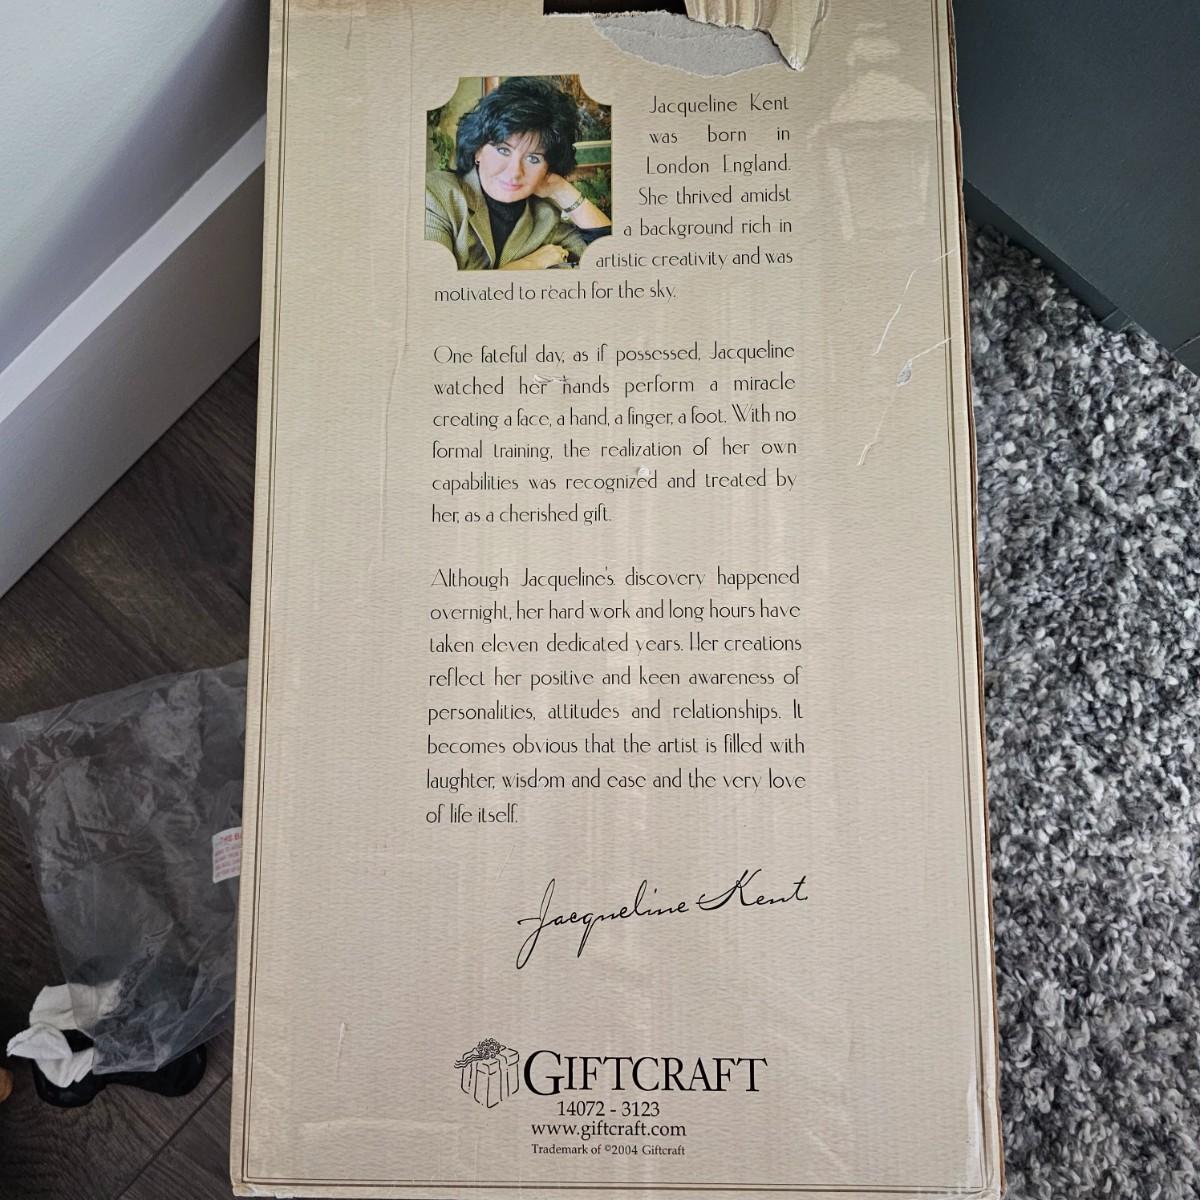 Jacqueline Kent
was born in
London England.
She thrived amidst
a background rich in
artistic creativity and was
motivated to reach for the sky.
One fateful day, as if possessed, Jacqueline
watched her hands perform a miracle
creating a face, a hand, a finger, a foot. With no
formal training, the realization of her own
capabilities was recognized and treated by
her, as a cherished gift.
Although Jacqueline's discovery happened
overnight, her hard work and long hours have
taken eleven dedicated years. Her creations
reflect her positive and keen awareness of
personalities, attitudes and relationships. It
becomes obvious that the artist is filled with
laughter, wisdom and ease and the very love
of life itself.
Jacqueline Kent
GIFTCRAFT
14072 - 3123
www.giftcraft.com
Trademark of ©2004 Giftcraft